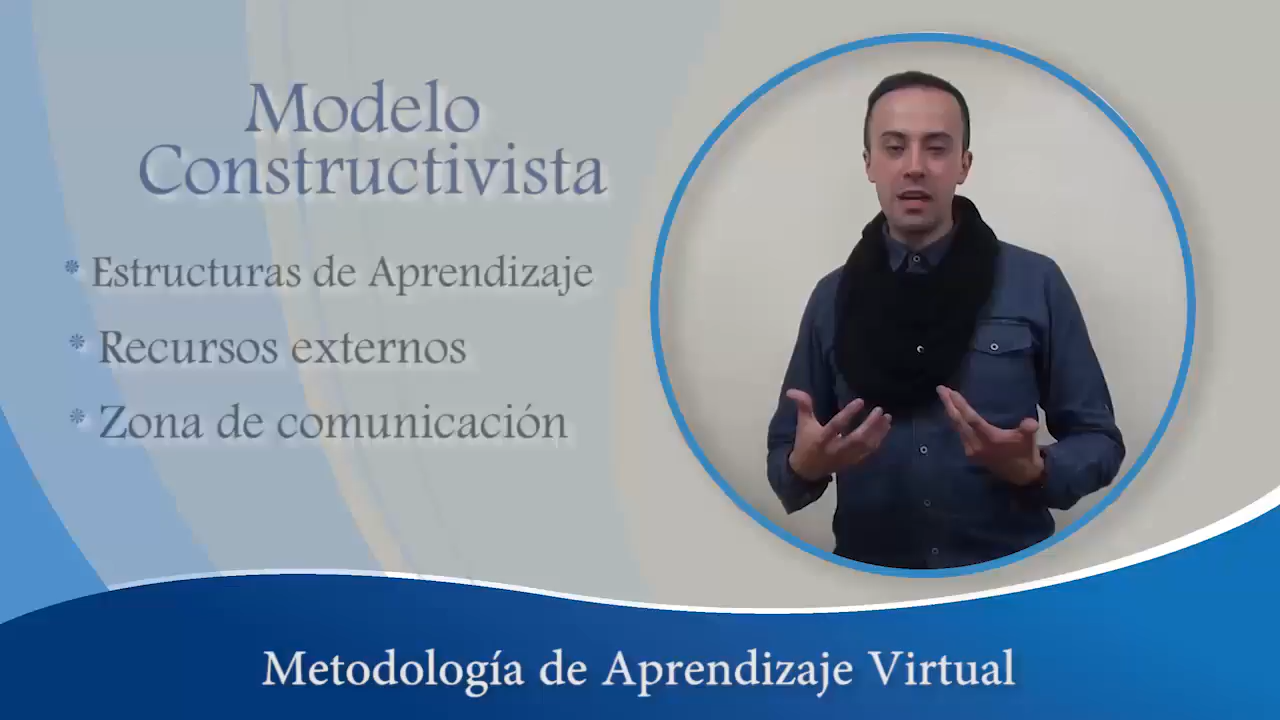 Modelo
Constructivista
* Estructuras de Aprendizaje
* Recursos externos
* Zona de comunicación
Metodología de Aprendizaje Virtual